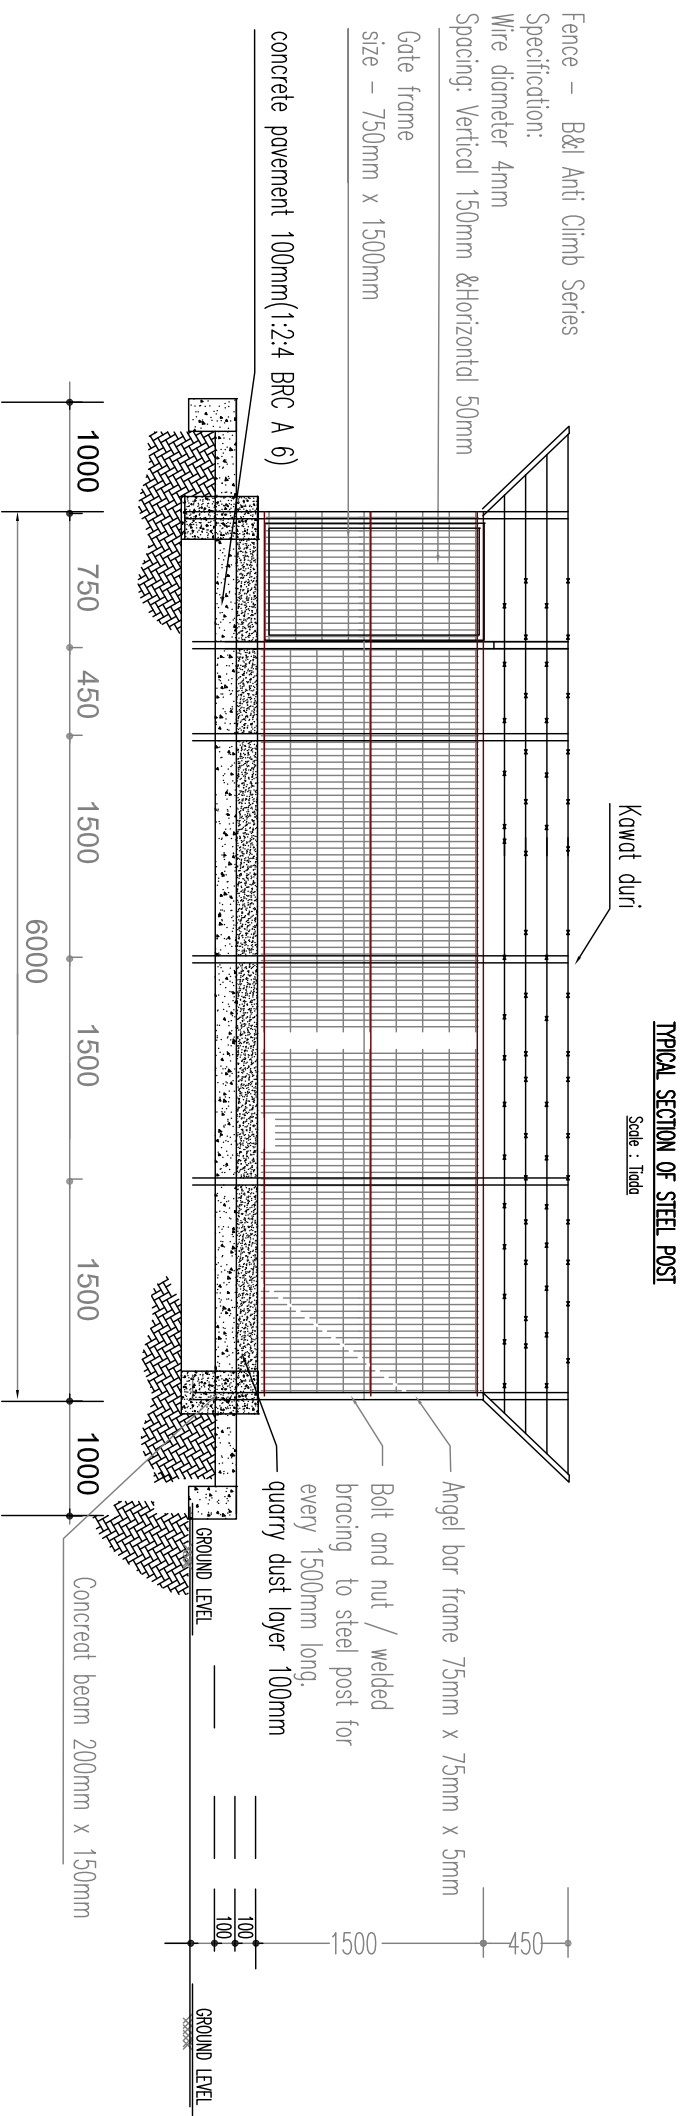 TYPICAL SECTION OF STEEL POST
Scale : Tiada
Kawat duri
Fence - B&I Anti Climb Series
Specification:
Wire diameter 4mm
Spacing: Vertical 150mm &Horizontal 50mm
Gate frame
size - 750mm x 1500mm
concrete pavement 100mm(1:2:4 BRC A 6)
Angel bar frame 75mm x 75mm x 5mm
Bolt and nut / welded
bracing to steel post for
every 1500mm long.
quarry dust layer 100mm
Concreat beam 200mm x 150mm
GROUND LEVEL
GROUND LEVEL
450
1500
100
100
1000
750
450
1500
1500
1500
1000
6000